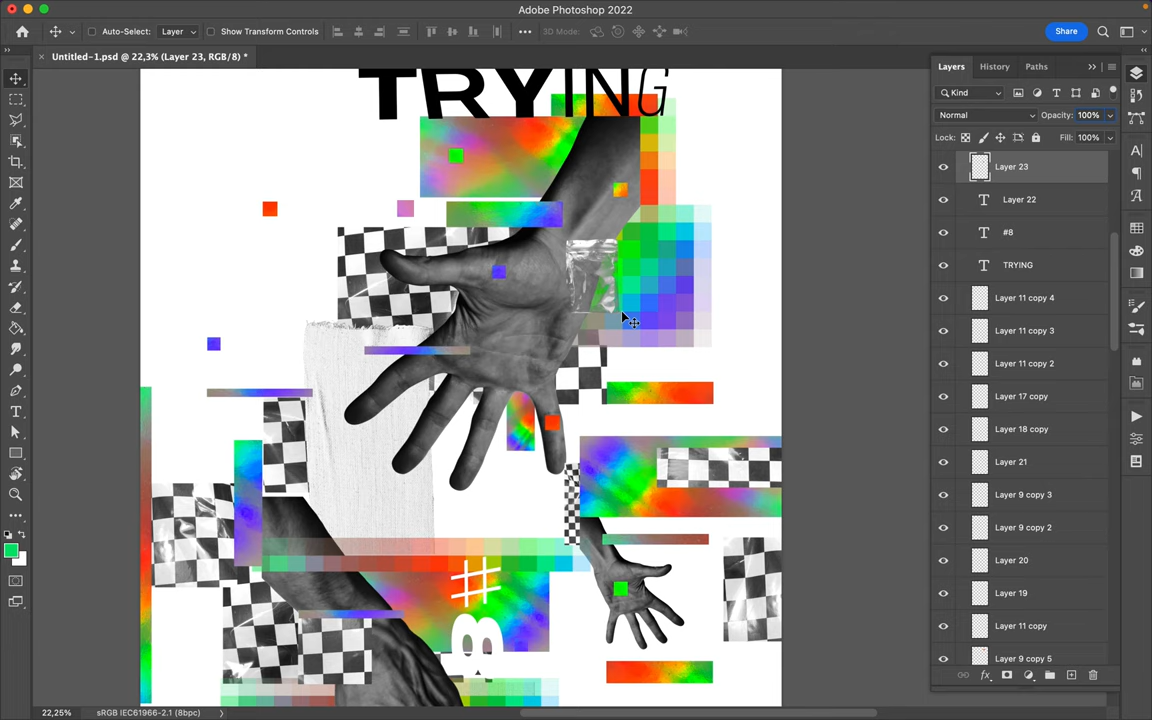 Adobe Photoshop 2022
Auto-Select: Layer Show Transform Controls 3D Mode: Share
Untitled-1.psd @ 22,3% (Layer 23, RGB/8) *
Layers History Paths
Kind
Normal Opacity: 100%
Lock: Fill: 100%
Layer 23
Layer 22
#8
TRYING
Layer 11 copy 4
Layer 11 copy 3
Layer 11 copy 2
Layer 17 copy
Layer 18 copy
Layer 21
Layer 9 copy 3
Layer 9 copy 2
Layer 20
Layer 19
Layer 11 copy
Layer 9 copy 5
TRYING
#8
22,25% sRGB IEC61966-2.1 (8bpc)